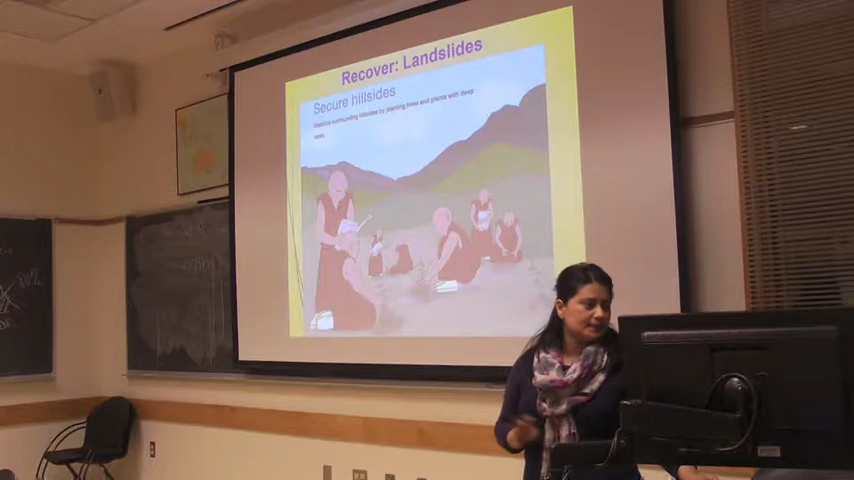 Recover: Landslides
Secure hillsides
Stabilize surrounding hillsides by planting trees and plants with deep
roots